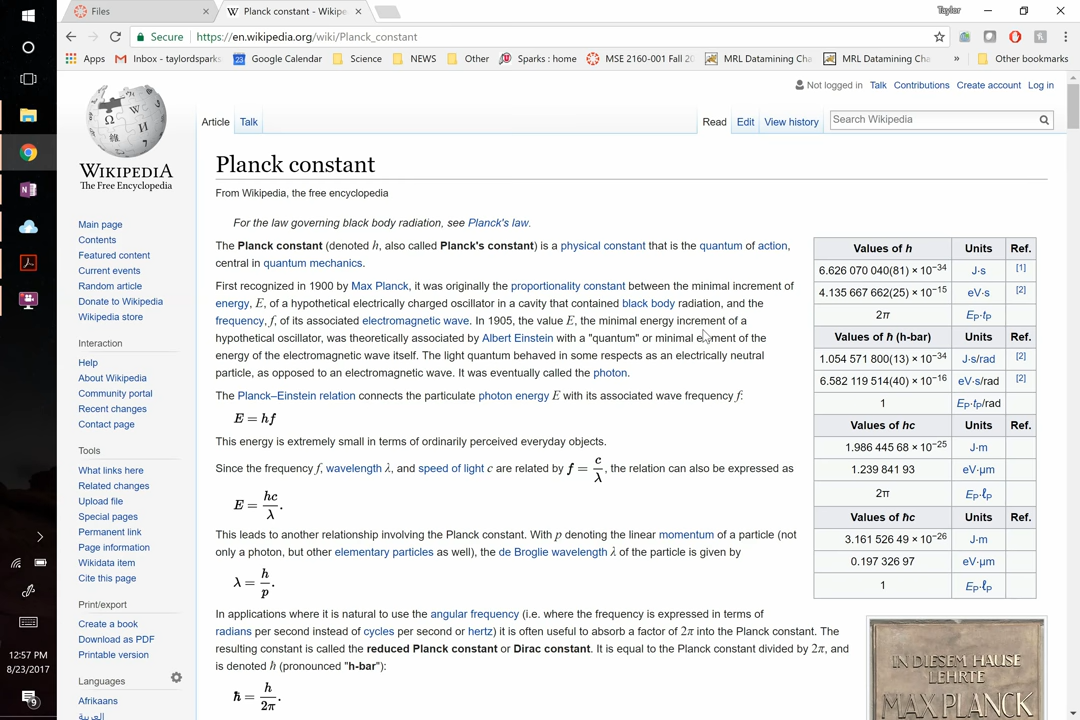 Files
Planck constant - Wikipe
Taylor
Secure
https://en.wikipedia.org/wiki/Planck_constant
Apps
Inbox - taylordsparks
Google Calendar
Science
NEWS
Other
Sparks : home
MSE 2160-001 Fall 20
MRL Datamining Cha
MRL Datamining Cha
»
Other bookmarks
Not logged in Talk Contributions Create account Log in
Article Talk
Read Edit View history
Search Wikipedia
WIKIPEDIA
The Free Encyclopedia
Main page
Contents
Featured content
Current events
Random article
Donate to Wikipedia
Wikipedia store
Interaction
Help
About Wikipedia
Community portal
Recent changes
Contact page
Tools
What links here
Related changes
Upload file
Special pages
Permanent link
Page information
Wikidata item
Cite this page
Print/export
Create a book
Download as PDF
Printable version
Languages
Afrikaans
العربية
Planck constant
From Wikipedia, the free encyclopedia
For the law governing black body radiation, see Planck's law.
The Planck constant (denoted h, also called Planck's constant) is a physical constant that is the quantum of action,
central in quantum mechanics.
First recognized in 1900 by Max Planck, it was originally the proportionality constant between the minimal increment of
energy, E, of a hypothetical electrically charged oscillator in a cavity that contained black body radiation, and the
frequency, f, of its associated electromagnetic wave. In 1905, the value E, the minimal energy increment of a
hypothetical oscillator, was theoretically associated by Albert Einstein with a "quantum" or minimal element of the
energy of the electromagnetic wave itself. The light quantum behaved in some respects as an electrically neutral
particle, as opposed to an electromagnetic wave. It was eventually called the photon.
The Planck–Einstein relation connects the particulate photon energy E with its associated wave frequency f:
E = hf
This energy is extremely small in terms of ordinarily perceived everyday objects.
Since the frequency f, wavelength λ, and speed of light c are related by f = c/λ, the relation can also be expressed as
E = hc/λ.
This leads to another relationship involving the Planck constant. With p denoting the linear momentum of a particle (not
only a photon, but other elementary particles as well), the de Broglie wavelength λ of the particle is given by
λ = h/p.
In applications where it is natural to use the angular frequency (i.e. where the frequency is expressed in terms of
radians per second instead of cycles per second or hertz) it is often useful to absorb a factor of 2π into the Planck constant. The
resulting constant is called the reduced Planck constant or Dirac constant. It is equal to the Planck constant divided by 2π, and
is denoted ħ (pronounced "h-bar"):
ħ = h/2π.
Values of h Units Ref.
6.626 070 040(81) × 10−34 J·s [1]
4.135 667 662(25) × 10−15 eV·s [2]
2π EP·tP
Values of ħ (h-bar) Units Ref.
1.054 571 800(13) × 10−34 J·s/rad [2]
6.582 119 514(40) × 10−16 eV·s/rad [2]
1 EP·tP/rad
Values of hc Units Ref.
1.986 445 68 × 10−25 J·m
1.239 841 93 eV·μm
2π EP·ℓP
Values of ħc Units Ref.
3.161 526 49 × 10−26 J·m
0.197 326 97 eV·μm
1 EP·ℓP
IN DIESEM HAUSE
LEHRTE
MAX PLANCK
12:57 PM
8/23/2017
9